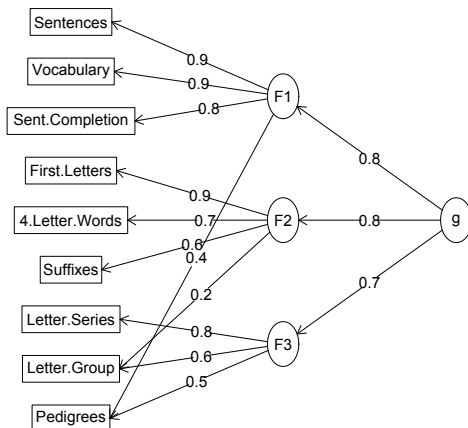 Sentences
0.9
Vocabulary
0.9
F1
Sent.Completion
0.8
0.8
First.Letters
0.9
4.Letter.Words
0.7
F2
0.8
g
0.6
0.4
Suffixes
0.2
0.7
Letter.Series
0.8
F3
0.6
Letter.Group
0.5
Pedigrees